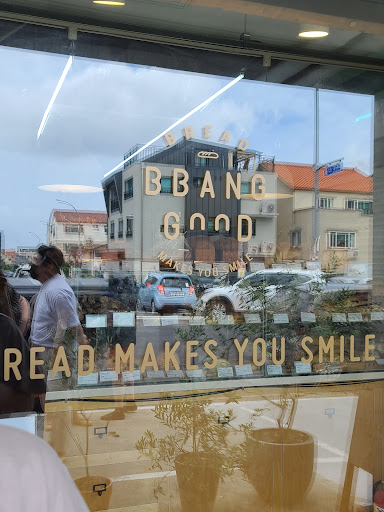 BREAD
BBANG
GOOD
MAKES YOU SMILE
READ MAKES YOU SMILE